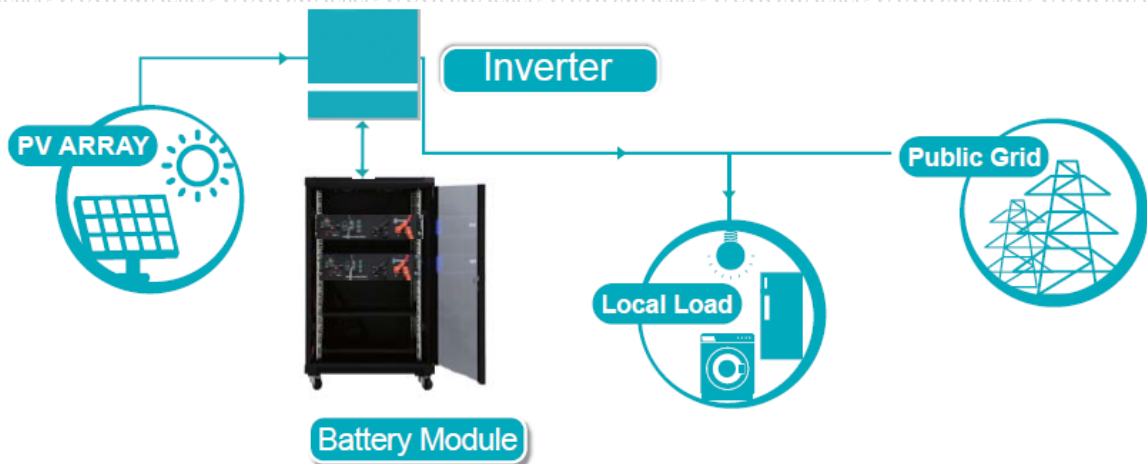 Inverter
PV ARRAY
Public Grid
Local Load
Battery Module